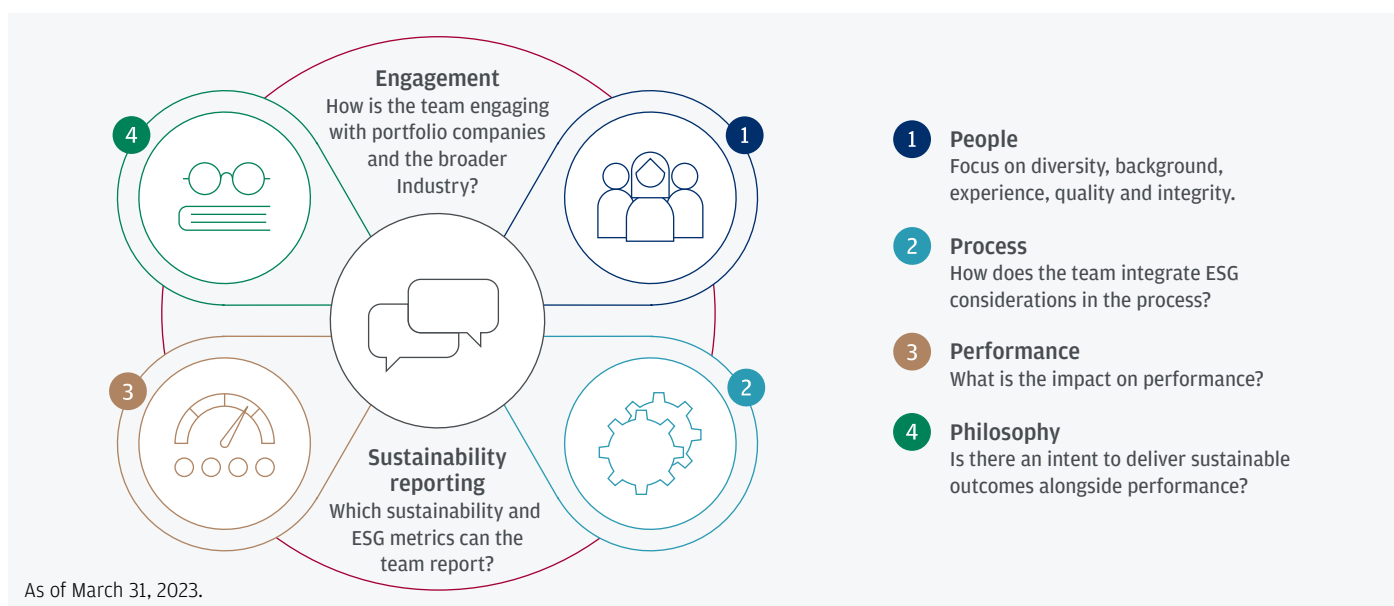 Engagement
How is the team engaging
with portfolio companies
and the broader
Industry?
4
1
3
2
Sustainability
reporting
Which sustainability and
ESG metrics can the
team report?
1
People
Focus on diversity, background,
experience, quality and integrity.
2
Process
How does the team integrate ESG
considerations in the process?
3
Performance
What is the impact on performance?
4
Philosophy
Is there an intent to deliver sustainable
outcomes alongside performance?
As of March 31, 2023.